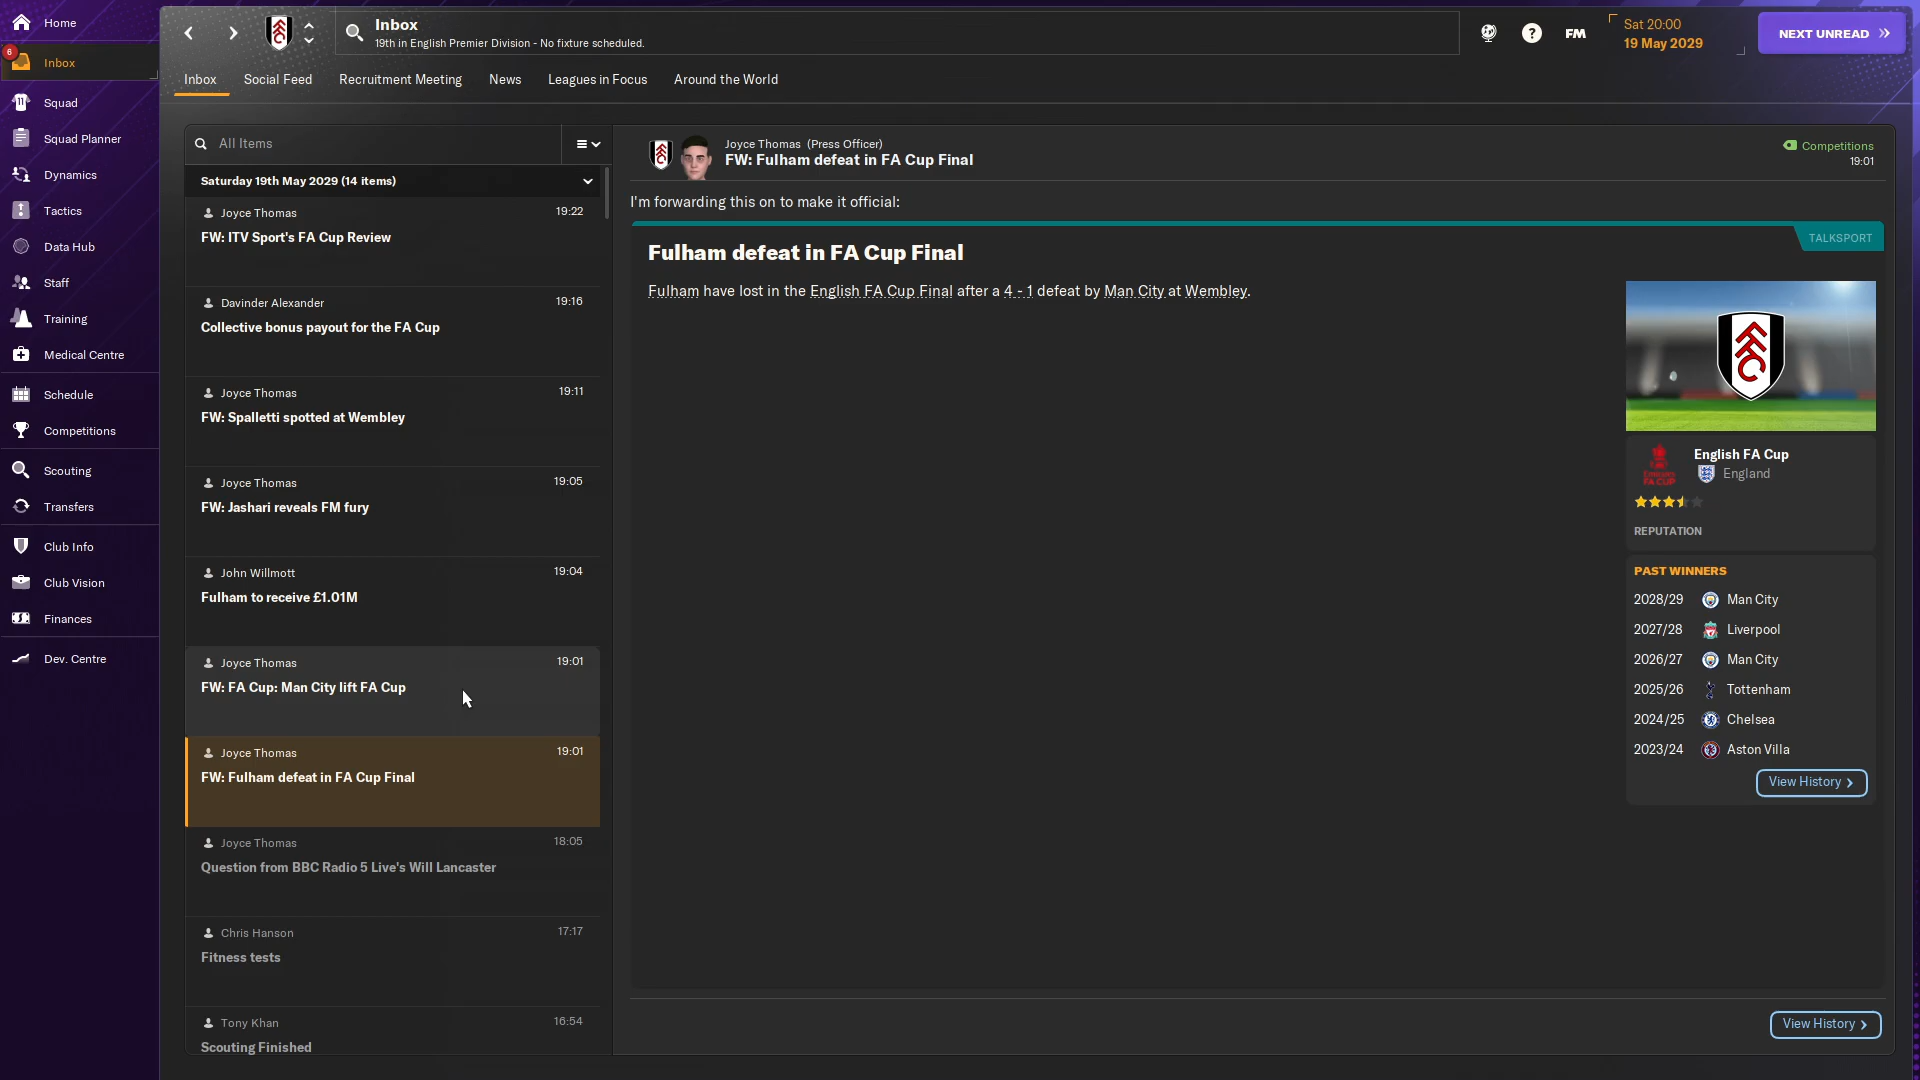 Home
6
Inbox
Squad
Squad Planner
Dynamics
Tactics
Data Hub
Staff
Training
Medical Centre
Schedule
Competitions
Scouting
Transfers
Club Info
Club Vision
Finances
Dev. Centre
Inbox
19th in English Premier Division - No fixture scheduled.
?
FM
Sat 20:00
19 May 2029
NEXT UNREAD
Inbox
Social Feed
Recruitment Meeting
News
Leagues in Focus
Around the World
All Items
Saturday 19th May 2029 (14 items)
Joyce Thomas 19:22
FW: ITV Sport's FA Cup Review
Davinder Alexander 19:16
Collective bonus payout for the FA Cup
Joyce Thomas 19:11
FW: Spalletti spotted at Wembley
Joyce Thomas 19:05
FW: Jashari reveals FM fury
John Willmott 19:04
Fulham to receive £1.01M
Joyce Thomas 19:01
FW: FA Cup: Man City lift FA Cup
Joyce Thomas 19:01
FW: Fulham defeat in FA Cup Final
Joyce Thomas 18:05
Question from BBC Radio 5 Live's Will Lancaster
Chris Hanson 17:17
Fitness tests
Tony Khan 16:54
Scouting Finished
Joyce Thomas (Press Officer)
FW: Fulham defeat in FA Cup Final
Competitions
19:01
I'm forwarding this on to make it official:
TALKSPORT
Fulham defeat in FA Cup Final
Fulham have lost in the English FA Cup Final after a 4 - 1 defeat by Man City at Wembley.
FFC
Emirates
FA CUP
English FA Cup
England
REPUTATION
PAST WINNERS
2028/29 Man City
2027/28 Liverpool
2026/27 Man City
2025/26 Tottenham
2024/25 Chelsea
2023/24 Aston Villa
View History
View History